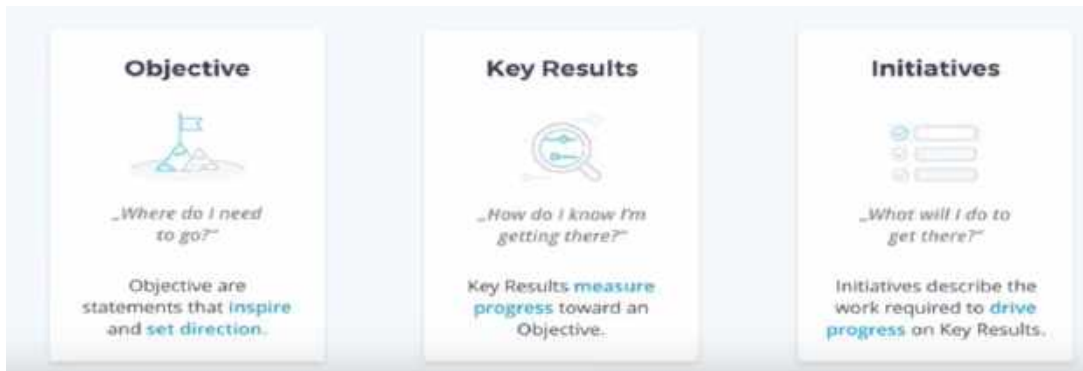 Objective
„Where do I need
to go?“
Objective are
statements that inspire
and set direction.
Key Results
„How do I know I'm
getting there?“
Key Results measure
progress toward an
Objective.
Initiatives
„What will I do to
get there?“
Initiatives describe the
work required to drive
progress on Key Results.